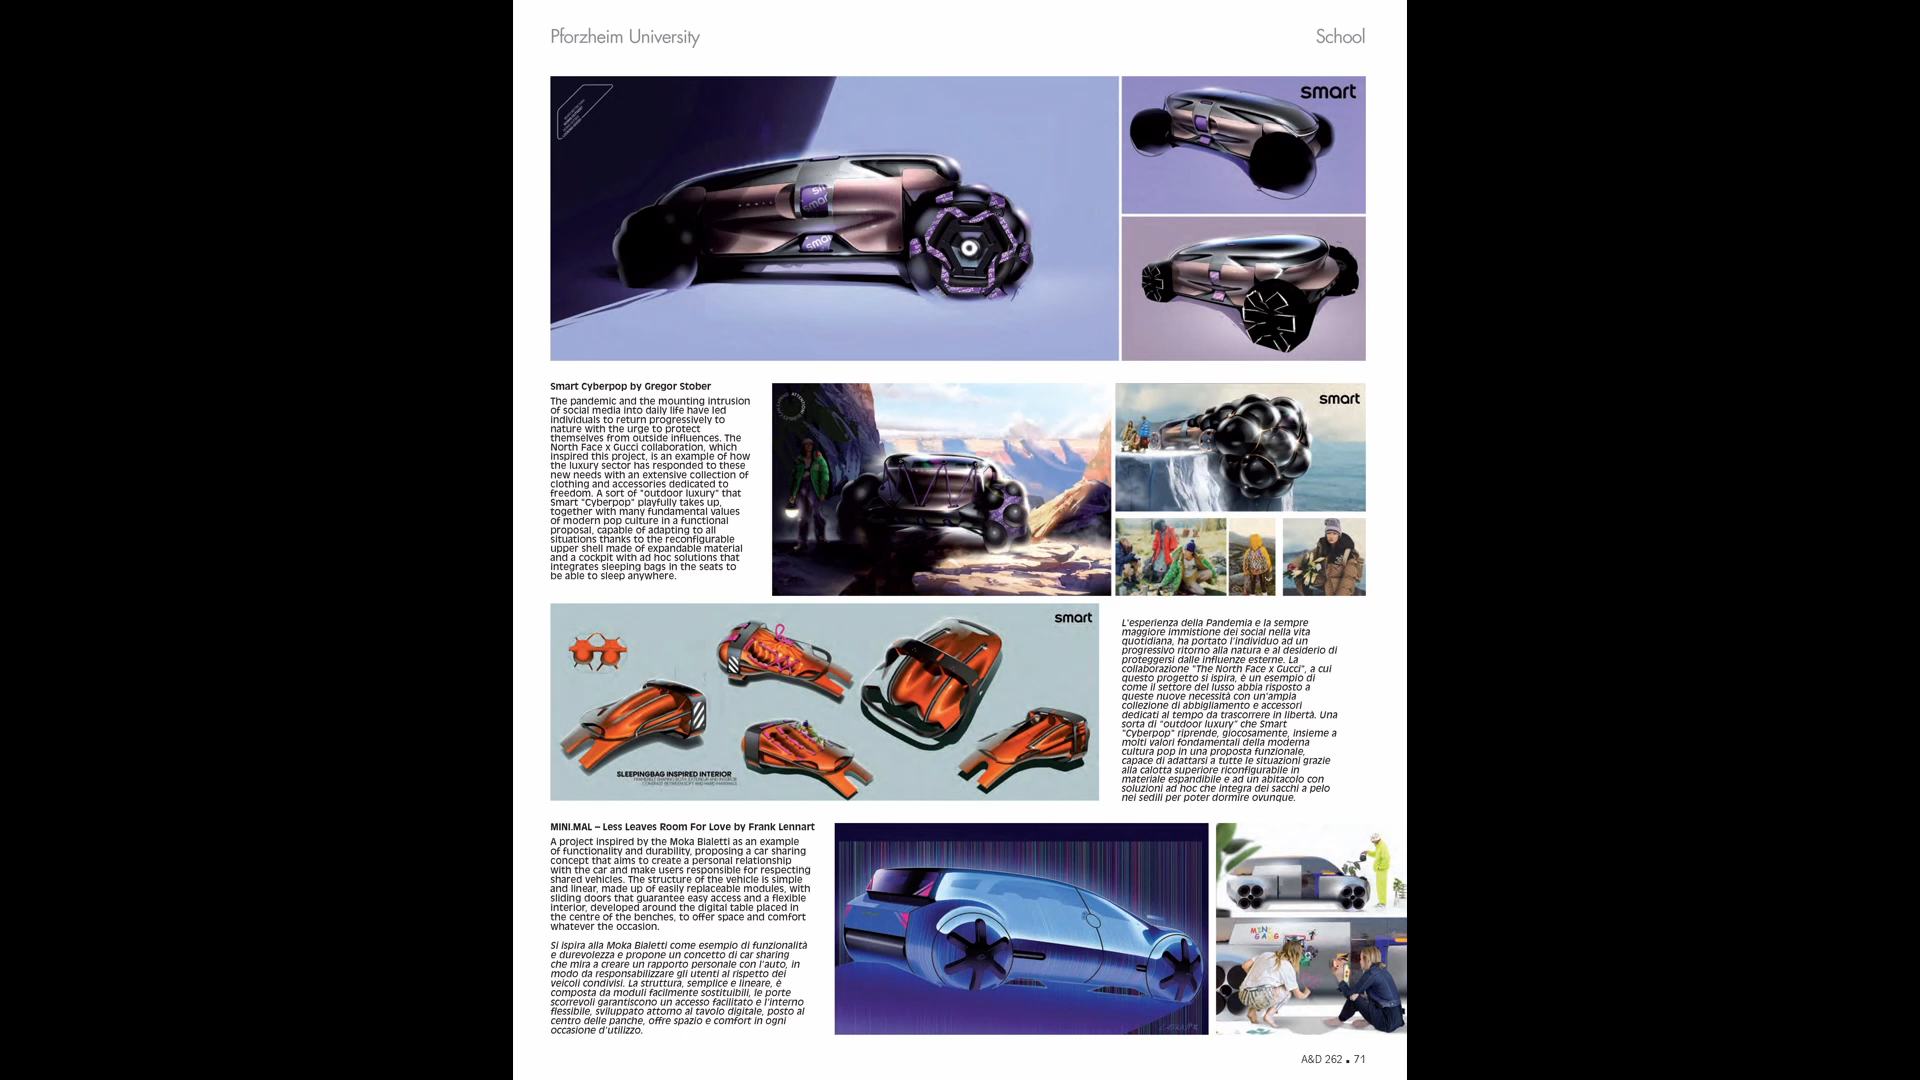 Pforzheim University
School
smart
smart
smart
Smart Cyberpop by Gregor Stober
The pandemic and the mounting intrusion
of social media into daily life have led
individuals to return progressively to
nature with the urge to protect
themselves from outside influences. The
North Face x Gucci collaboration, which
inspired this project, is an example of how
the luxury sector has responded to these
new needs with an extensive collection of
clothing and accessories dedicated to
freedom. A sort of "outdoor luxury" that
Smart "Cyberpop" playfully takes up,
together with many fundamental values
of modern pop culture in a functional
proposal, capable of adapting to all
situations thanks to the reconfigurable
upper shell made of expandable material
and a cockpit with ad hoc solutions that
integrates sleeping bags in the seats to
be able to sleep anywhere.
smart
smart
SLEEPINGBAG INSPIRED INTERIOR
L'esperienza della Pandemia e la sempre
maggiore immistione dei social nella vita
quotidiana, ha portato l'individuo ad un
progressivo ritorno alla natura e al desiderio di
proteggersi dalle influenze esterne. La
collaborazione "The North Face x Gucci", a cui
questo progetto si ispira, è un esempio di
come il settore del lusso abbia risposto a
queste nuove necessità con un'ampia
collezione di abbigliamento e accessori
dedicati al tempo da trascorrere in libertà. Una
sorta di "outdoor luxury" che Smart
"Cyberpop" riprende, giocosamente, insieme a
molti valori fondamentali della moderna
cultura pop in una proposta funzionale,
capace di adattarsi a tutte le situazioni grazie
alla calotta superiore riconfigurabile in
materiale espandibile e ad un abitacolo con
soluzioni ad hoc che integra dei sacchi a pelo
nei sedili per poter dormire ovunque.
MINI.MAL – Less Leaves Room For Love by Frank Lennart
A project inspired by the Moka Bialetti as an example
of functionality and durability, proposing a car sharing
concept that aims to create a personal relationship
with the car and make users responsible for respecting
shared vehicles. The structure of the vehicle is simple
and linear, made up of easily replaceable modules, with
sliding doors that guarantee easy access and a flexible
interior, developed around the digital table placed in
the centre of the benches, to offer space and comfort
whatever the occasion.
Si ispira alla Moka Bialetti come esempio di funzionalità
e durevolezza e propone un concetto di car sharing
che mira a creare un rapporto personale con l'auto, in
modo da responsabilizzare gli utenti al rispetto dei
veicoli condivisi. La struttura, semplice e lineare, è
composta da moduli facilmente sostituibili, le porte
scorrevoli garantiscono un accesso facilitato e l'interno
flessibile, sviluppato attorno al tavolo digitale, posto al
centro delle panche, offre spazio e comfort in ogni
occasione d'utilizzo.
MINI
GANG
A&D 262 ▪ 71